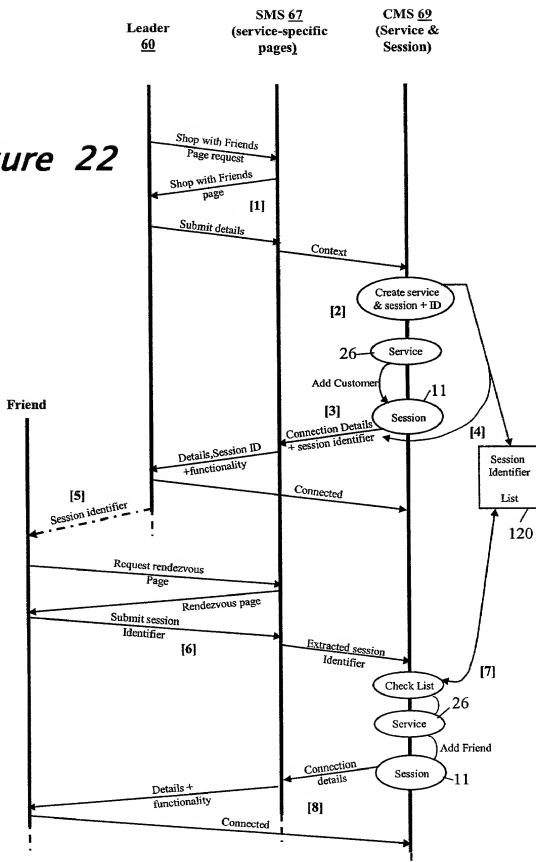 SMS 67
CMS 69
Leader
(service-specific
(Service &
60
pages)
Session)
ure 22
Shop with Friends
Page request
Shop with Friends
page
[1]
Submit details
Context
Create service
& session + ID
[2]
26
Service
Add Customer
11
Friend
[3]
Session
Connection Details
+ session identifier
[4]
Details,Session ID
+functionality
Session
Identifier
List
120
Connected
[5]
Session identifier
Request rendezvous
Page
Rendezvous page
Submit session
Identifier
[6]
Extracted session
Identifier
[7]
Check List
26
Service
Add Friend
Connection
details
Session
11
Details +
functionality
[8]
Connected